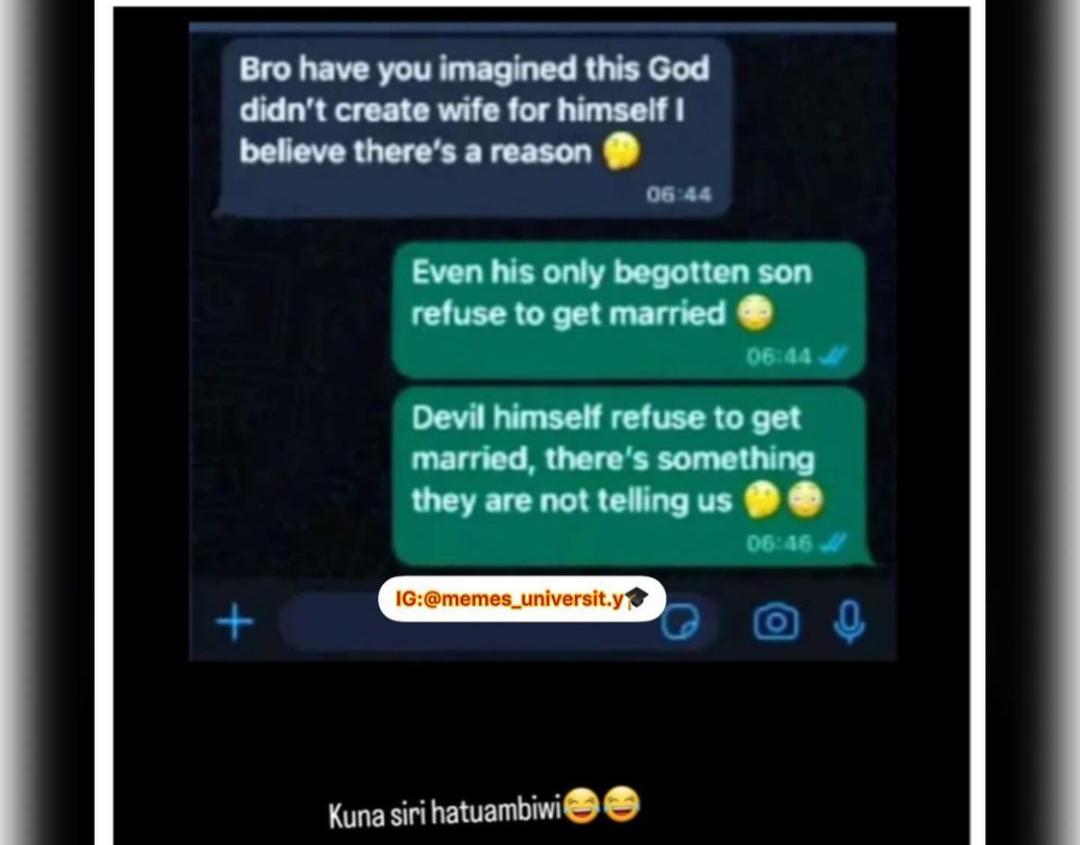 Bro have you imagined this God
didn't create wife for himself I
believe there's a reason 🤔
06:44
Even his only begotten son
refuse to get married 😳
06:44
Devil himself refuse to get
married, there's something
they are not telling us 🤔😳
06:46
IG:@memes_universit.y🎓
Kuna siri hatuambiwi😂😂